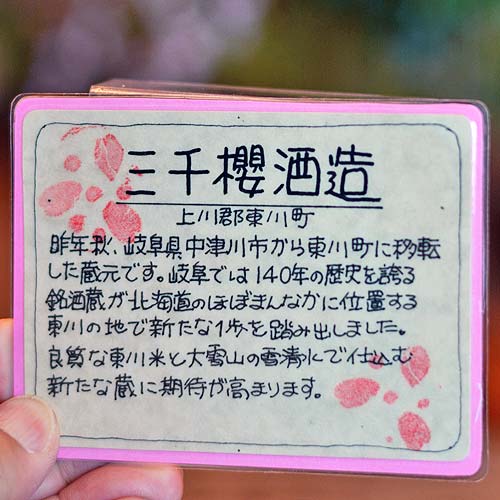 三千櫻酒造
上川郡東川町
昨年秋、岐阜県中津川市から東川町に移転
した蔵元です。岐阜では140年の歴史を誇る
銘酒蔵が北海道のほぼまんなかに位置する
東川の地で新たな1歩を踏み出しました。
良質な東川米と大雪山の雪清水で仕込む
新たな蔵に期待が高まります。